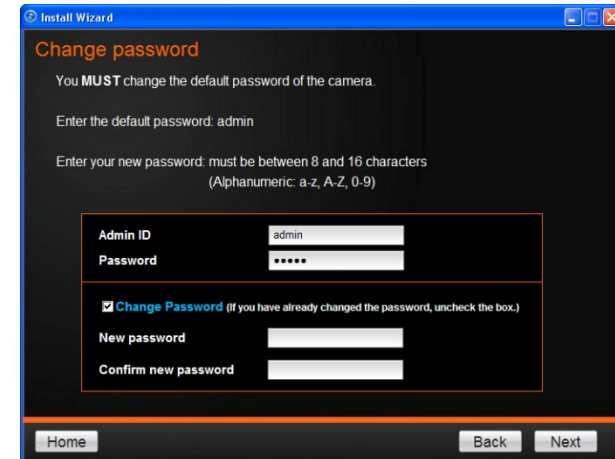 Install Wizard
Change password
You MUST change the default password of the camera.
Enter the default password: admin
Enter your new password: must be between 8 and 16 characters
(Alphanumeric: a-z, A-Z, 0-9)
Admin ID admin
Password •••••
Change Password (If you have already changed the password, uncheck the box.)
New password
Confirm new password
Home Back Next